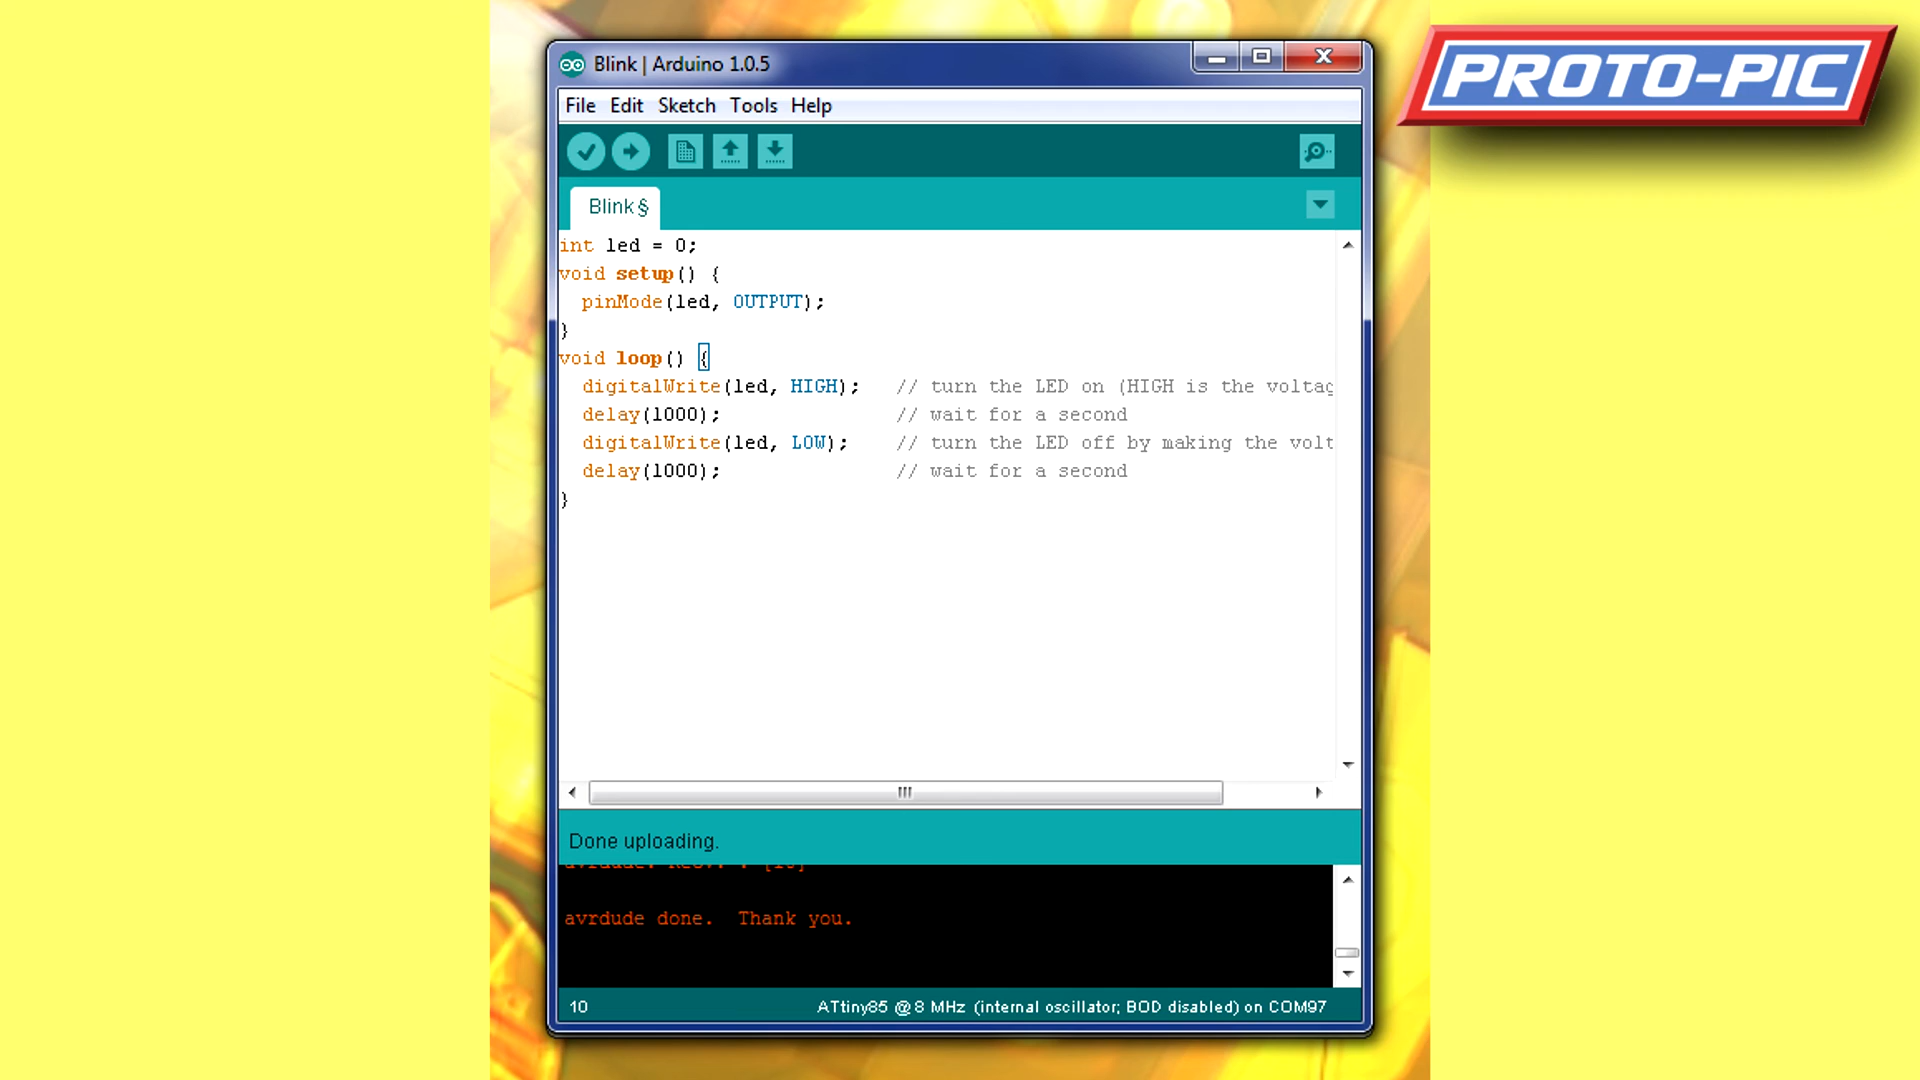 PROTO-PIC
Blink | Arduino 1.0.5
File Edit Sketch Tools Help
Blink §
int led = 0;
void setup() {
  pinMode(led, OUTPUT);
}
void loop() {
  digitalWrite(led, HIGH);   // turn the LED on (HIGH is the voltag
  delay(1000);               // wait for a second
  digitalWrite(led, LOW);    // turn the LED off by making the volt
  delay(1000);               // wait for a second
}
Done uploading.
avrdude done.  Thank you.
10
ATtiny85 @ 8 MHz (internal oscillator; BOD disabled) on COM97